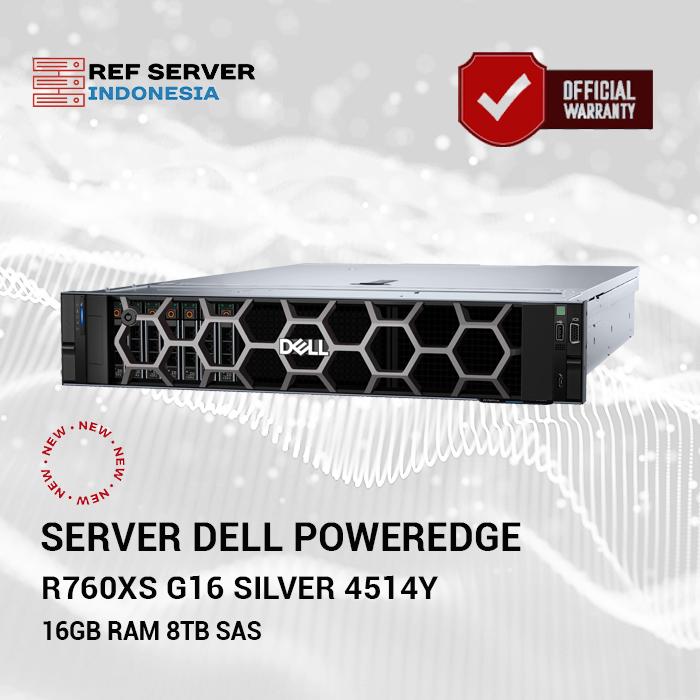 REF SERVER
INDONESIA
OFFICIAL
WARRANTY
DELL
NEW • NEW • NEW • NEW • NEW •
SERVER DELL POWEREDGE
R760XS G16 SILVER 4514Y
16GB RAM 8TB SAS